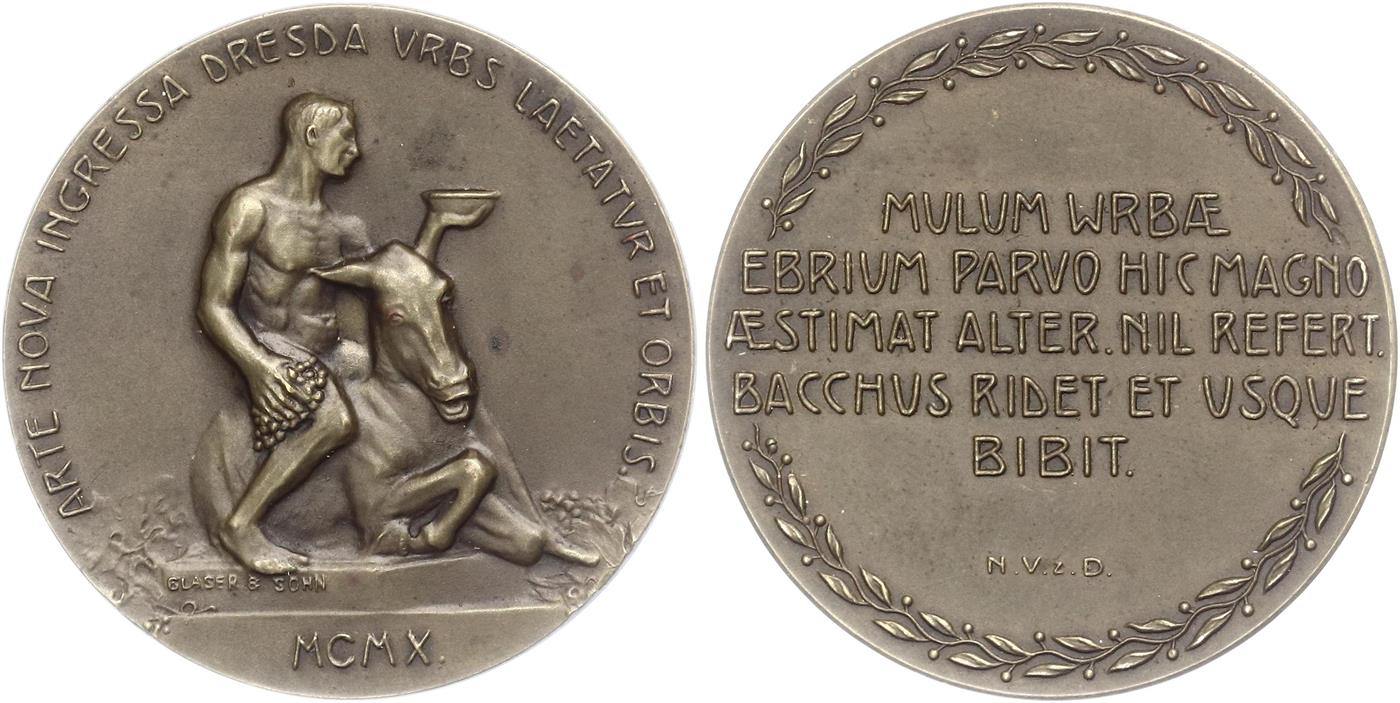 ARTE NOVA INGRESSA DRESDA VRBS LAETATVR ET ORBIS.
GLASER & SOHN
MCMX.
MULUM WRBÆ
EBRIUM PARVO HIC MAGNO
ÆSTIMAT ALTER. NIL REFERT.
BACCHUS RIDET ET USQUE
BIBIT.
N.V.z.D.